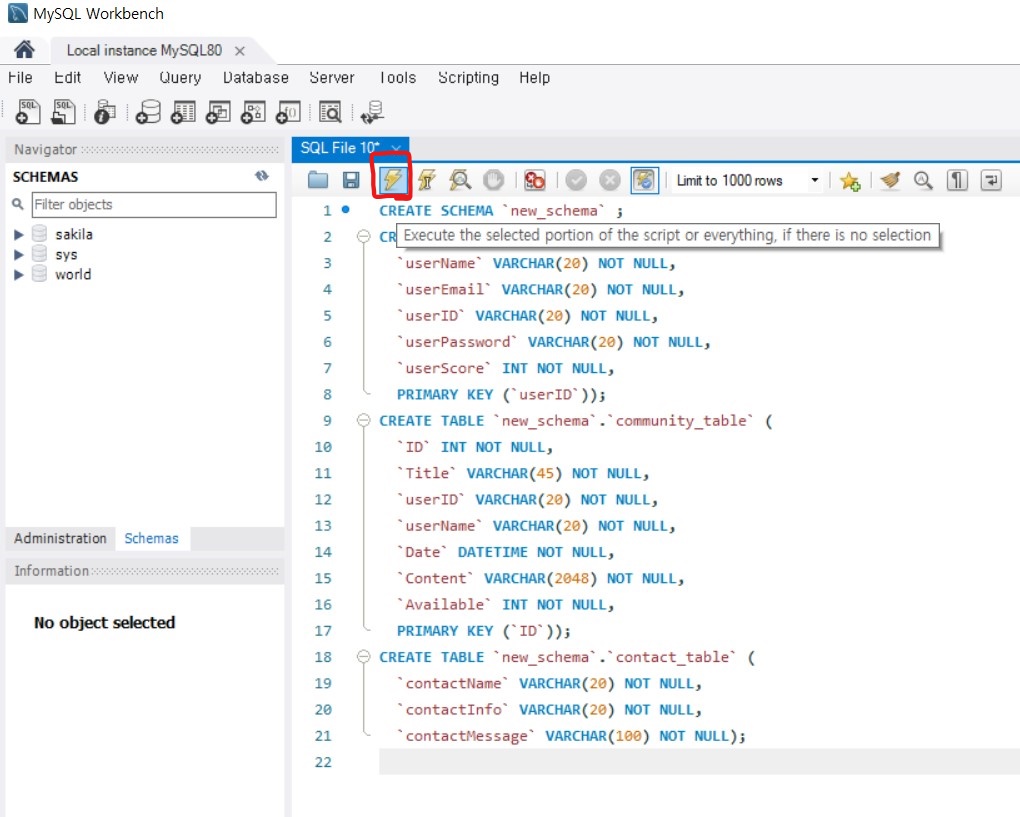 MySQL Workbench
Local instance MySQL80
File Edit View Query Database Server Tools Scripting Help
Navigator
SCHEMAS
Filter objects
sakila
sys
world
Administration Schemas
Information
No object selected
SQL File 10*
Limit to 1000 rows
1 CREATE SCHEMA `new_schema` ;
Execute the selected portion of the script or everything, if there is no selection
2 CR
3 `userName` VARCHAR(20) NOT NULL,
4 `userEmail` VARCHAR(20) NOT NULL,
5 `userID` VARCHAR(20) NOT NULL,
6 `userPassword` VARCHAR(20) NOT NULL,
7 `userScore` INT NOT NULL,
8 PRIMARY KEY (`userID`));
9 CREATE TABLE `new_schema`.`community_table` (
10 `ID` INT NOT NULL,
11 `Title` VARCHAR(45) NOT NULL,
12 `userID` VARCHAR(20) NOT NULL,
13 `userName` VARCHAR(20) NOT NULL,
14 `Date` DATETIME NOT NULL,
15 `Content` VARCHAR(2048) NOT NULL,
16 `Available` INT NOT NULL,
17 PRIMARY KEY (`ID`));
18 CREATE TABLE `new_schema`.`contact_table` (
19 `contactName` VARCHAR(20) NOT NULL,
20 `contactInfo` VARCHAR(20) NOT NULL,
21 `contactMessage` VARCHAR(100) NOT NULL);
22